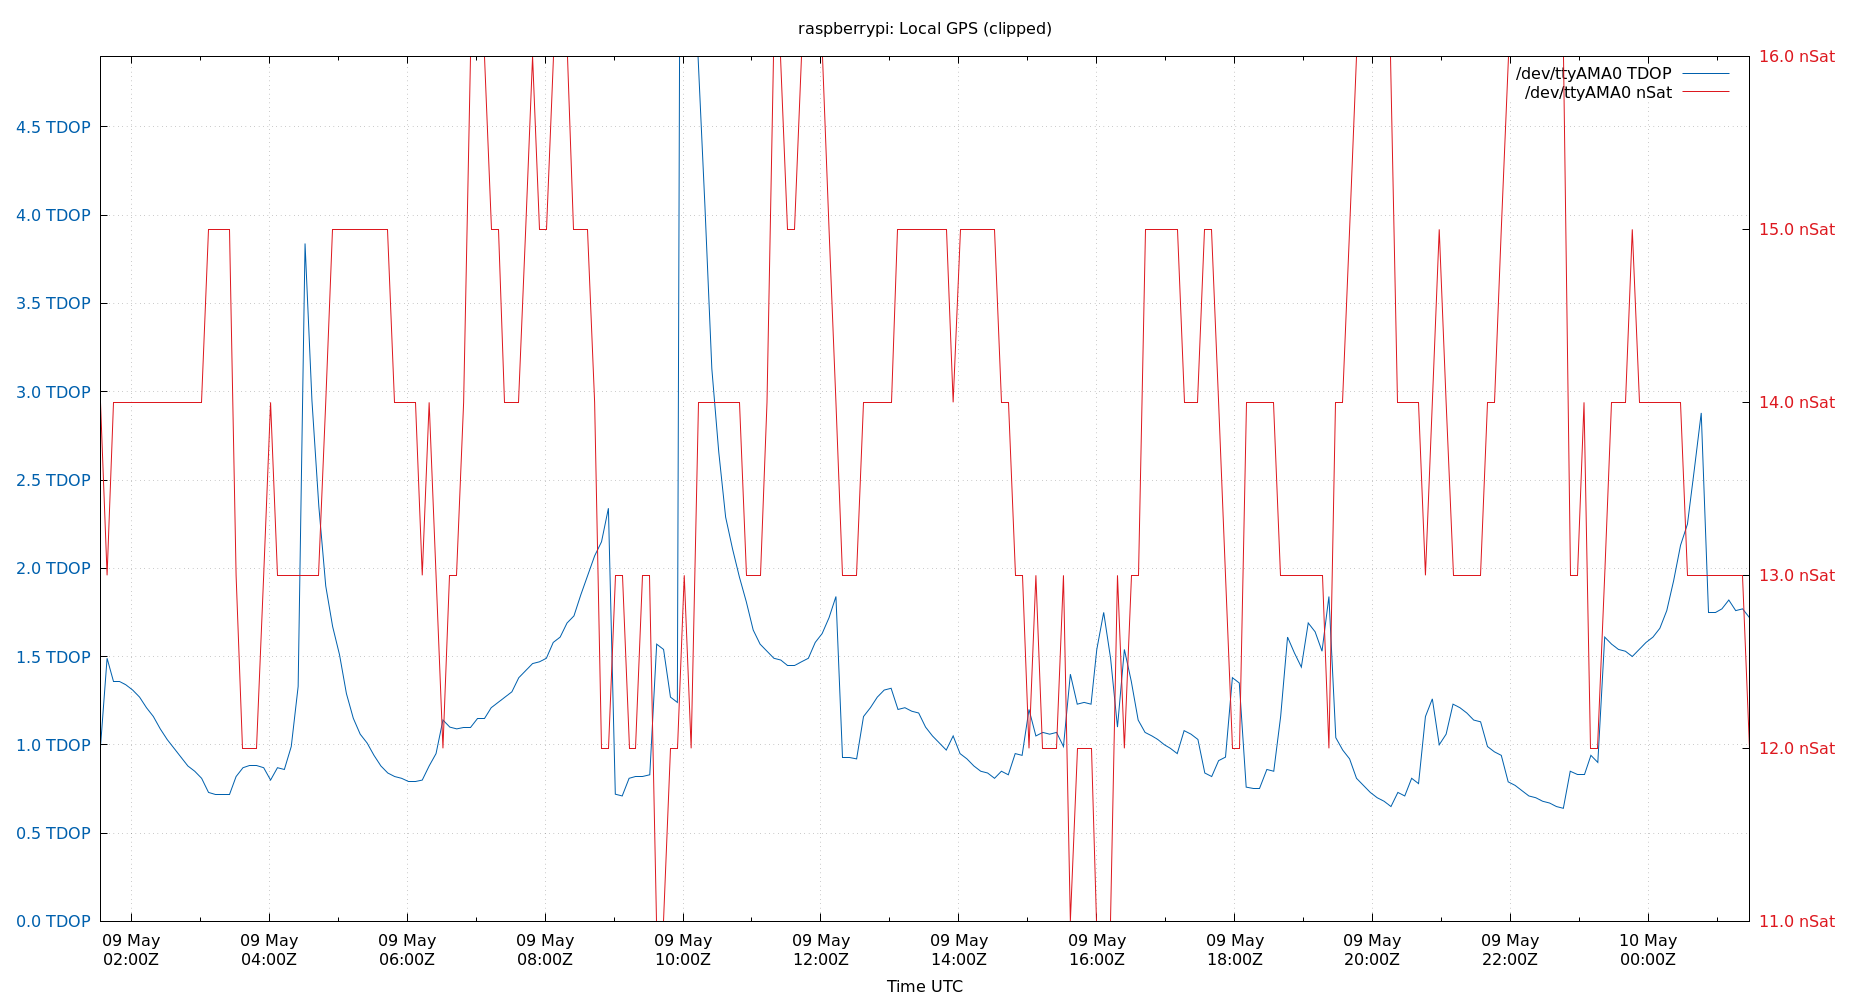 raspberrypi: Local GPS (clipped)
16.0 nSat
/dev/ttyAMA0 TDOP
/dev/ttyAMA0 nSat
4.5 TDOP
4.0 TDOP
15.0 nSat
3.5 TDOP
3.0 TDOP
14.0 nSat
2.5 TDOP
2.0 TDOP
13.0 nSat
1.5 TDOP
1.0 TDOP
12.0 nSat
0.5 TDOP
0.0 TDOP
11.0 nSat
09 May
02:00Z
09 May
04:00Z
09 May
06:00Z
09 May
08:00Z
09 May
10:00Z
09 May
12:00Z
09 May
14:00Z
09 May
16:00Z
09 May
18:00Z
09 May
20:00Z
09 May
22:00Z
10 May
00:00Z
Time UTC